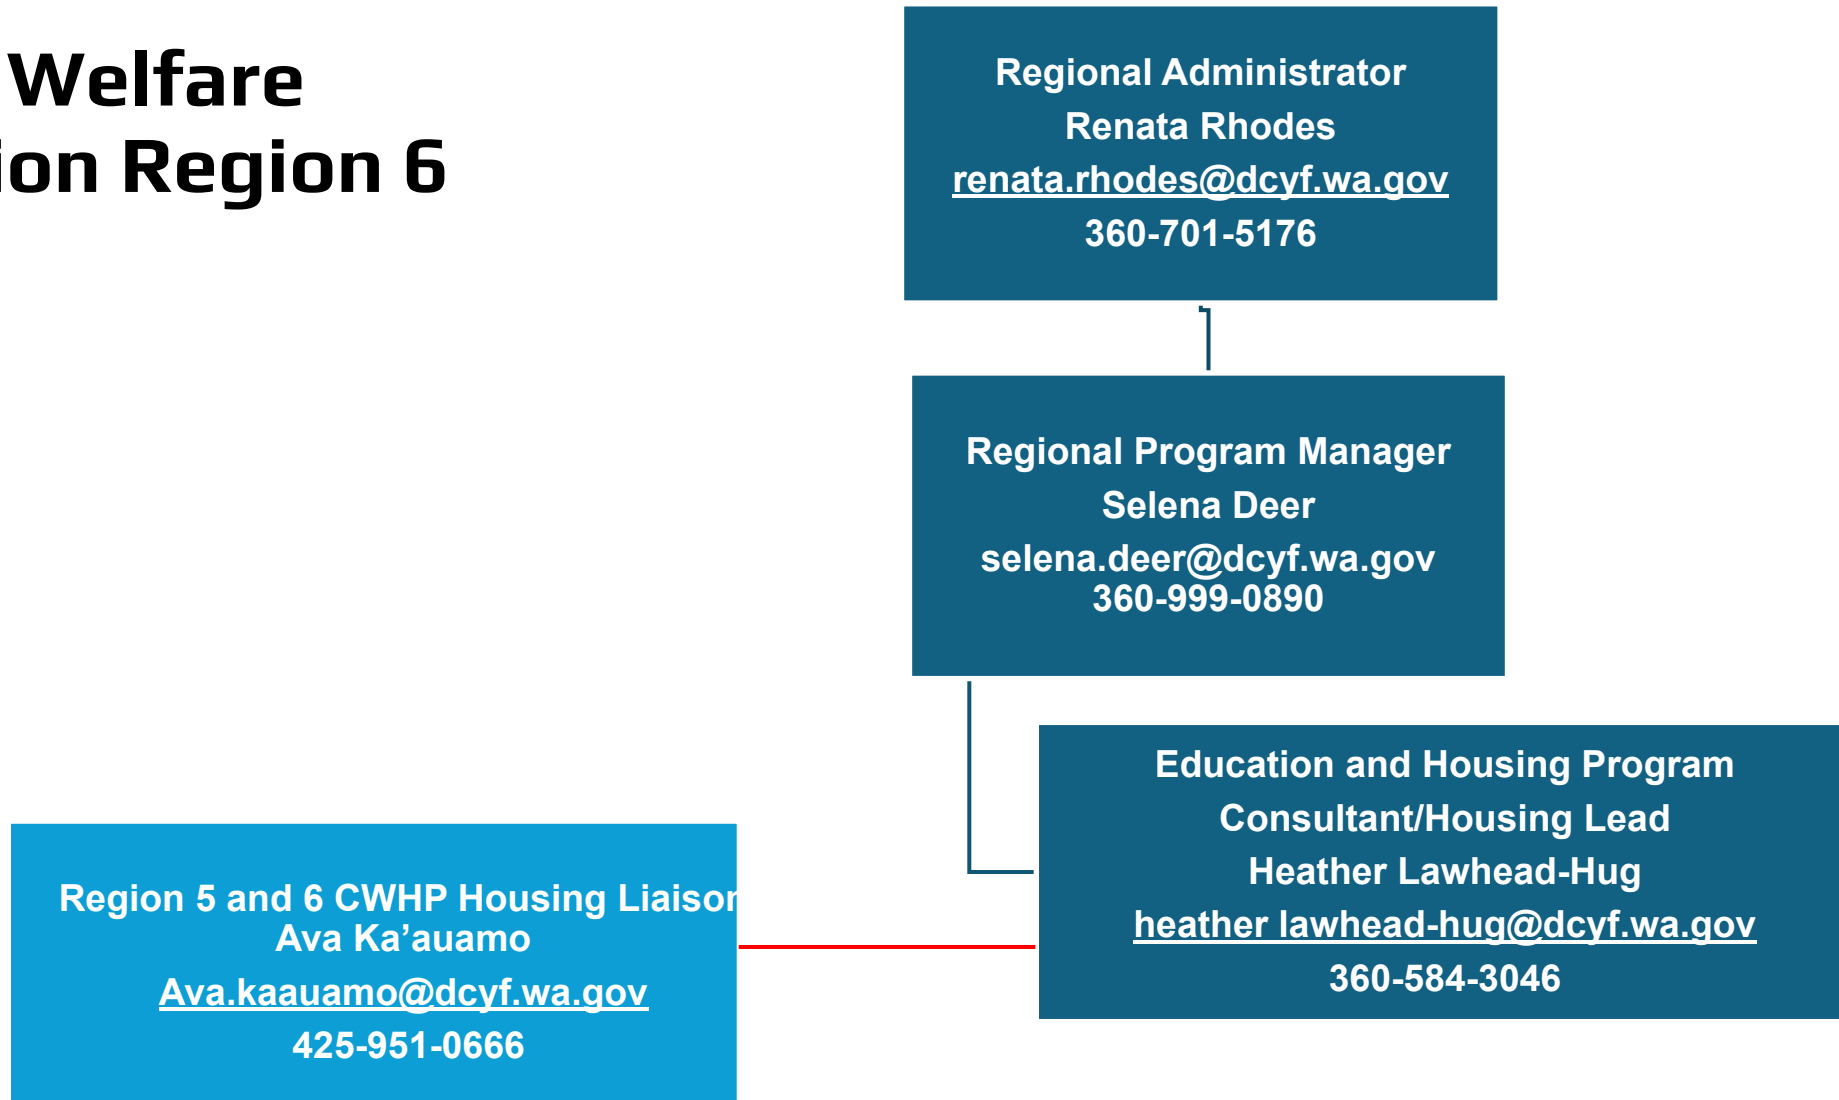 Welfare
ion Region 6
Regional Administrator
Renata Rhodes
renata.rhodes@dcyf.wa.gov
360-701-5176
Regional Program Manager
Selena Deer
selena.deer@dcyf.wa.gov
360-999-0890
Education and Housing Program
Consultant/Housing Lead
Heather Lawhead-Hug
heather lawhead-hug@dcyf.wa.gov
360-584-3046
Region 5 and 6 CWHP Housing Liaison
Ava Ka’auamo
Ava.kaauamo@dcyf.wa.gov
425-951-0666